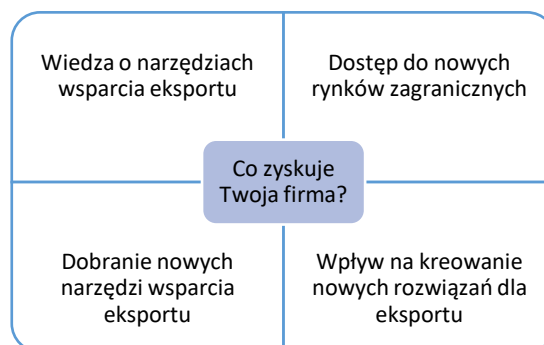 Wiedza o narzędziach
wsparcia eksportu
Dostęp do nowych
rynków zagranicznych
Co zyskuje
Twoja firma?
Dobranie nowych
narzędzi wsparcia
eksportu
Wpływ na kreowanie
nowych rozwiązań dla
eksportu